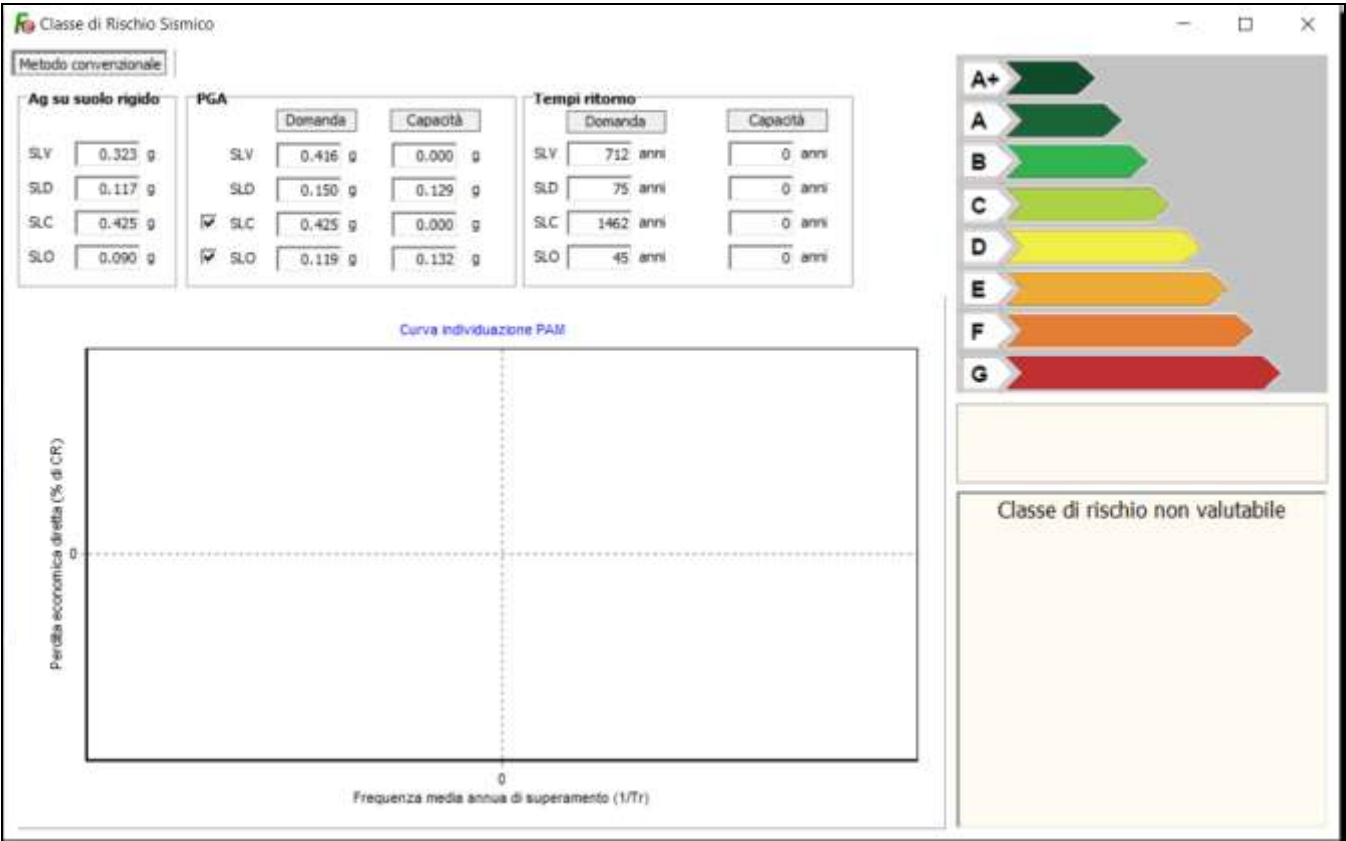 Classe di Rischio Sismico
Metodo convenzionale
Ag su suolo rigido
SLV 0.323 g
SLD 0.117 g
SLC 0.425 g
SLO 0.090 g
PGA
Domanda Capacità
SLV 0.416 g 0.000 g
SLD 0.150 g 0.129 g
SLC 0.425 g 0.000 g
SLO 0.119 g 0.132 g
Tempi ritorno
Domanda Capacità
SLV 712 anni 0 anni
SLD 75 anni 0 anni
SLC 1462 anni 0 anni
SLO 45 anni 0 anni
Curva individuazione PAM
Perdita economica diretta (% di CR)
0
0
Frequenza media annua di superamento (1/Tr)
A+
A
B
C
D
E
F
G
Classe di rischio non valutabile